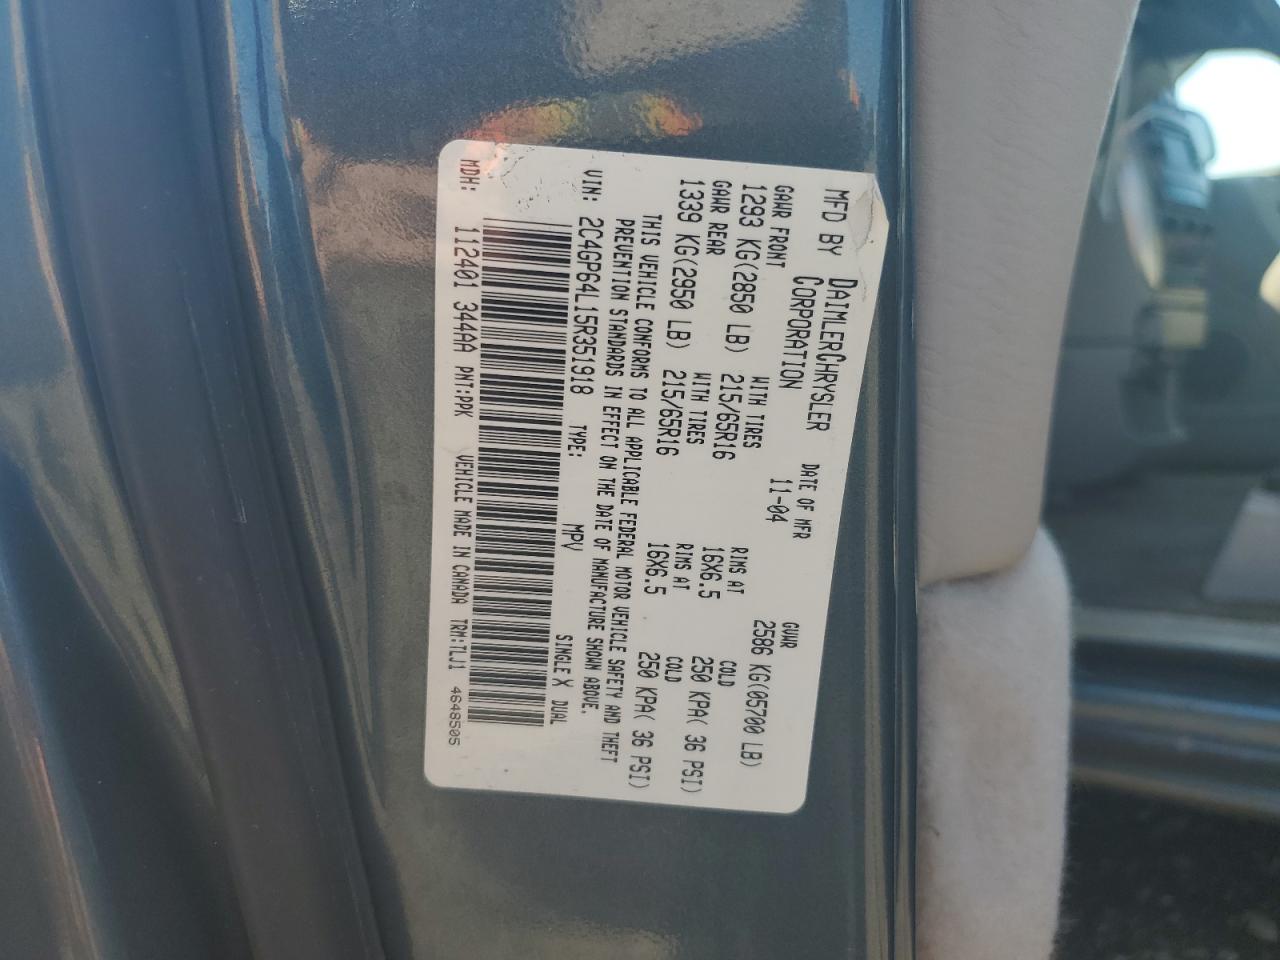 MFD BY DAIMLERCHRYSLER CORPORATION
DATE OF MFR 11-04
GVWR 2586 KG(05700 LB)
GAWR FRONT 1293 KG(2850 LB)
WITH TIRES 215/65R16
RIMS AT 16X6.5
COLD 250 KPA( 36 PSI)
GAWR REAR 1339 KG(2950 LB)
WITH TIRES 215/65R16
RIMS AT 16X6.5
COLD 250 KPA( 36 PSI)
THIS VEHICLE CONFORMS TO ALL APPLICABLE FEDERAL MOTOR VEHICLE SAFETY AND THEFT
PREVENTION STANDARDS IN EFFECT ON THE DATE OF MANUFACTURE SHOWN ABOVE.
VIN: 2C4GP64L15R351918 TYPE: MPV SINGLE X DUAL
MDH: 112401 344AA PNT:PPK VEHICLE MADE IN CANADA TRM:TLJ1 4648505